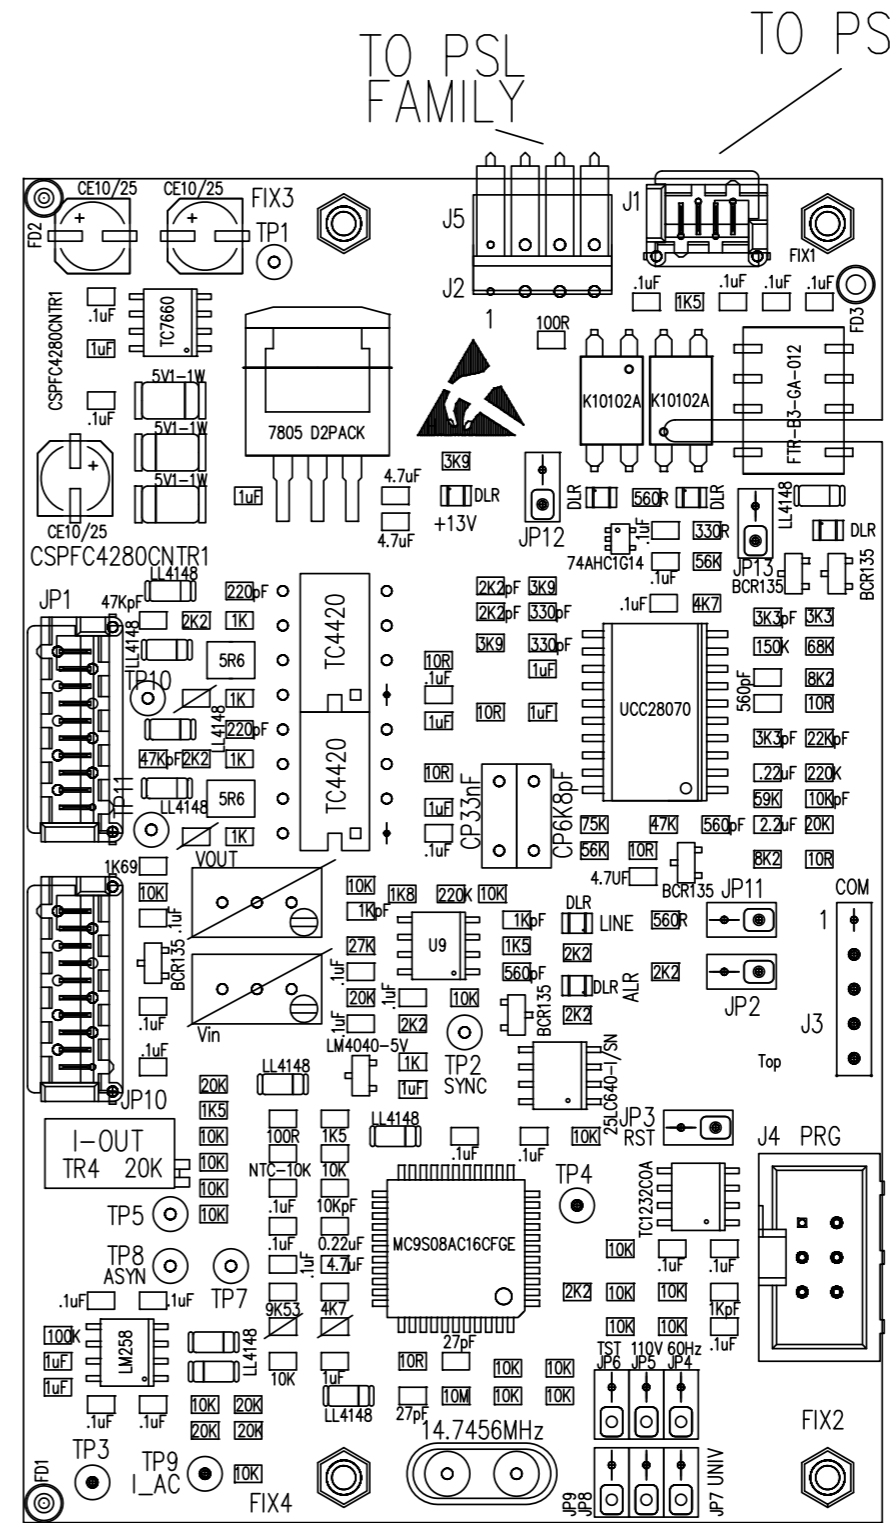 TO PSL
FAMILY
TO PS
CE10/25
CE10/25
FIX3
FD2
TP1
J5
J2
1
J1
FIX1
FD3
.1uF
TC7660
.1uF
1uF
.1uF
CSPFC4280CNTR1
.1uF
1K5
.1uF
.1uF
.1uF
100R
K10102A
K10102A
FTR-B3-GA-012
5V1-1W
5V1-1W
5V1-1W
7805 D2PACK
CE10/25
1uF
4.7uF
4.7uF
3K9
DLR
+13V
JP12
DLR
560R
DLR
LL4148
DLR
JP13
BCR135
BCR135
74AHC1G14
.1uF
330R
.1uF
56K
.1uF
4K7
CSPFC4280CNTR1
LL4148
JP1
47KpF
220pF
2K2
1K
LL4148
5R6
TP10
1K
LL4148
220pF
47KpF
2K2
1K
TP11
LL4148
5R6
1K
TC4420
TC4420
2K2pF
3K9
2K2pF
330pF
3K9
330pF
10R
.1uF
1uF
1uF
10R
1uF
10R
1uF
.1uF
CP33nF
CP6K8pF
UCC28070
3K3pF
3K3
150K
68K
560pF
8K2
10R
3K3pF
22KpF
.22uF
220K
59K
10KpF
75K
47K
560pF
2.2uF
20K
56K
10R
8K2
10R
4.7UF
BCR135
1K69
10K
.1uF
BCR135
.1uF
.1uF
JP10
VOUT
Vin
10K
1KpF
27K
.1uF
20K
.1uF
.1uF
1K8
220K
10K
U9
1KpF
1K5
560pF
10K
2K2
BCR135
DLR
LINE
2K2
DLR
ALR
2K2
560R
JP11
2K2
JP2
COM
1
J3
Top
LM4040-5V
1K
1uF
TP2
SYNC
25LC640-I/SN
LL4148
20K
1K5
10K
10K
10K
10K
I-OUT
TR4 20K
100R
1K5
NTC-10K
10K
.1uF
10KpF
.1uF
0.22uF
.1uF
4.7uF
LL4148
.1uF
.1uF
10K
JP3
RST
J4
PRG
TP5
TP8
ASYN
TP7
MC9S08AC16CFGE
TP4
TC1232COA
10K
.1uF
.1uF
2K2
10K
10K
1KpF
10K
10K
.1uF
.1uF
.1uF
100K
1uF
1uF
LM258
LL4148
.1uF
.1uF
9K53
4K7
10K
1uF
LL4148
10R
27pF
27pF
10M
10K
10K
10K
10K
10K
20K
20K
20K
10K
14.7456MHz
TST
110V
60Hz
JP6
JP5
JP4
JP9
JP8
JP7
UNIV
FIX2
FD1
TP3
TP9
I_AC
FIX4